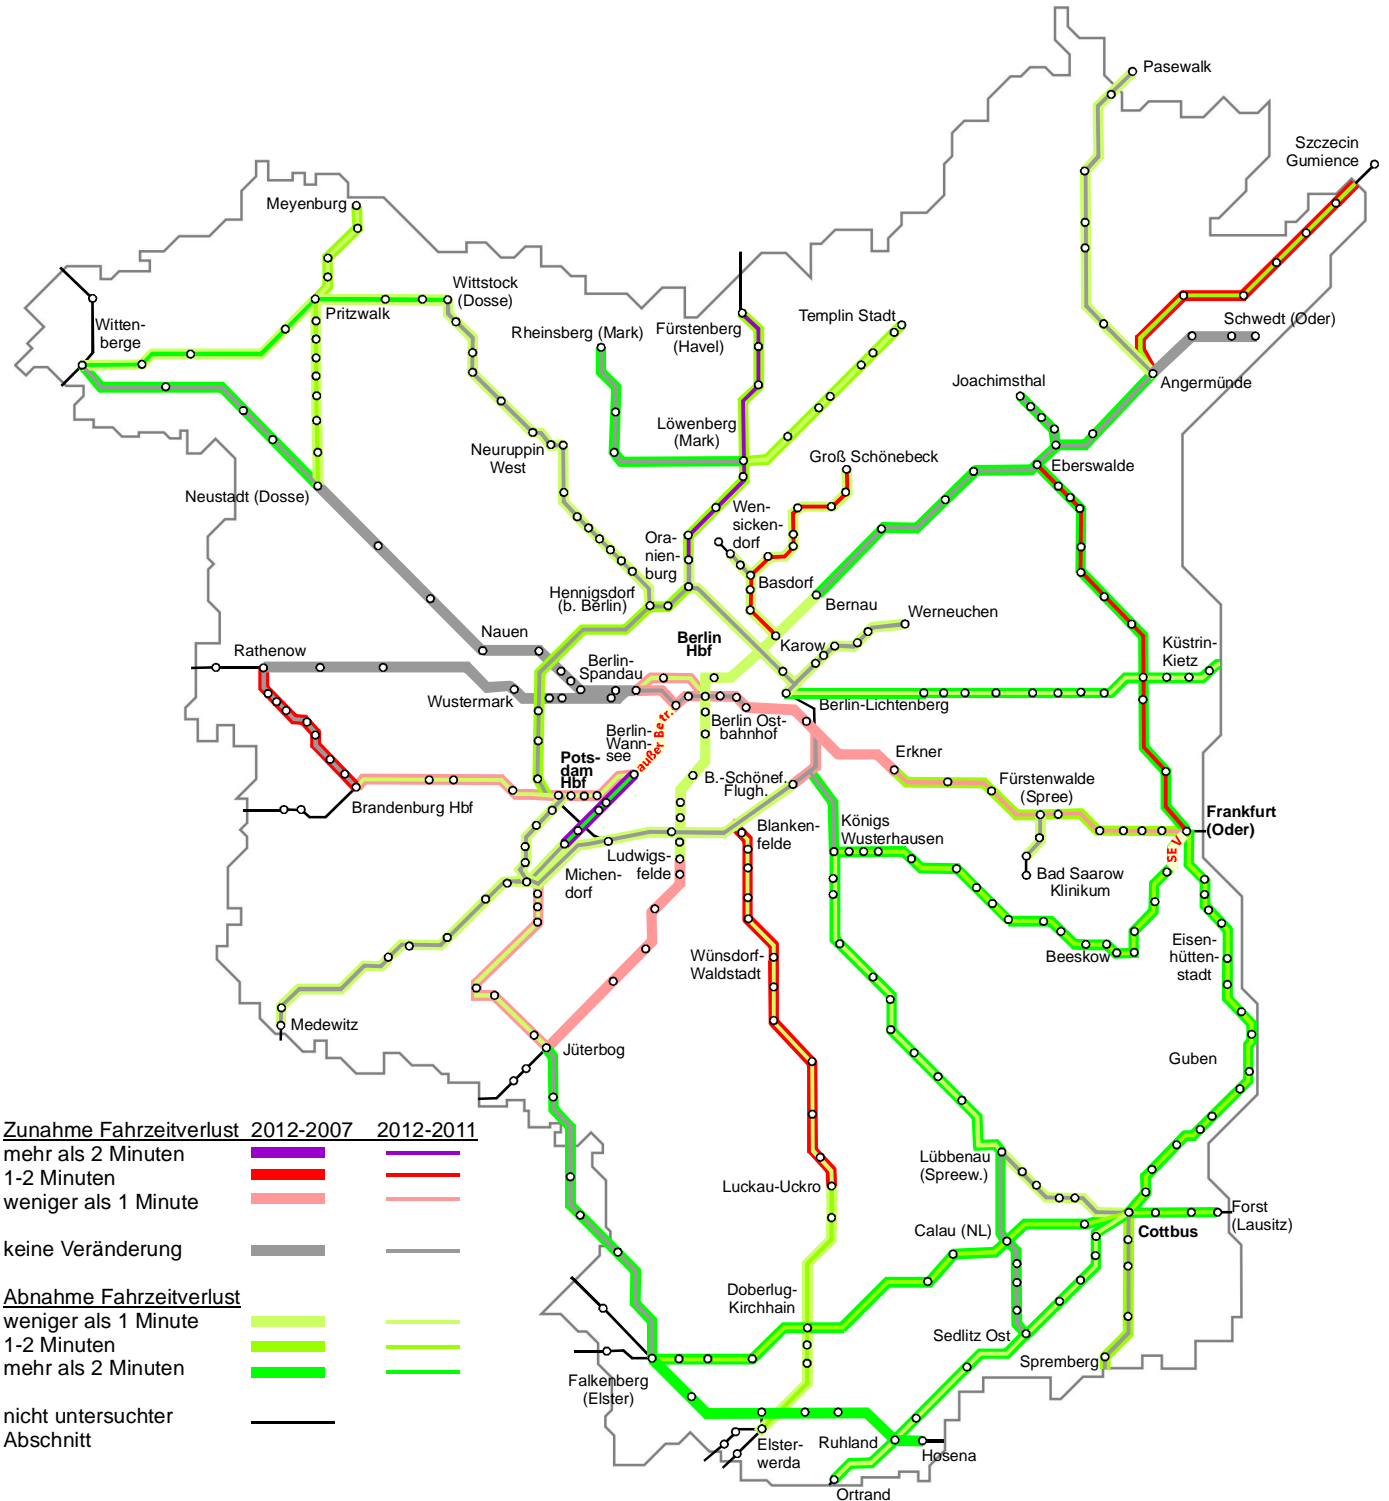 Pasewalk
Szczecin
Gumience
Meyenburg
Wittstock
(Dosse)
Pritzwalk
Witten-
berge
Rheinsberg (Mark)
Fürstenberg
(Havel)
Templin Stadt
Schwedt (Oder)
Angermünde
Joachimsthal
Löwenberg
(Mark)
Neuruppin
West
Groß Schönebeck
Eberswalde
Neustadt (Dosse)
Wen-
sicken-
dorf
Ora-
nien-
burg
Basdorf
Hennigsdorf
(b. Berlin)
Bernau
Werneuchen
Nauen
Berlin
Hbf
Karow
Küstrin-
Kietz
Rathenow
Berlin-
Spandau
Wustermark
Berlin-Lichtenberg
Berlin Ost-
bahnhof
Berlin-
Wann-
see
außer Betr.
Erkner
Pots-
dam
Hbf
B.-Schönef.
Flugh.
Fürstenwalde
(Spree)
Brandenburg Hbf
Frankfurt
(Oder)
Blanken-
felde
Königs
Wusterhausen
SEV
Ludwigs-
felde
Michen-
dorf
Bad Saarow
Klinikum
Wünsdorf-
Waldstadt
Beeskow
Eisen-
hütten-
stadt
Medewitz
Jüterbog
Guben
Zunahme Fahrzeitverlust 2012-2007 2012-2011
mehr als 2 Minuten
1-2 Minuten
weniger als 1 Minute
keine Veränderung
Abnahme Fahrzeitverlust
weniger als 1 Minute
1-2 Minuten
mehr als 2 Minuten
nicht untersuchter
Abschnitt
Lübbenau
(Spreew.)
Luckau-Uckro
Forst
(Lausitz)
Calau (NL)
Cottbus
Doberlug-
Kirchhain
Sedlitz Ost
Spremberg
Falkenberg
(Elster)
Elster-
werda
Ruhland
Hosena
Ortrand